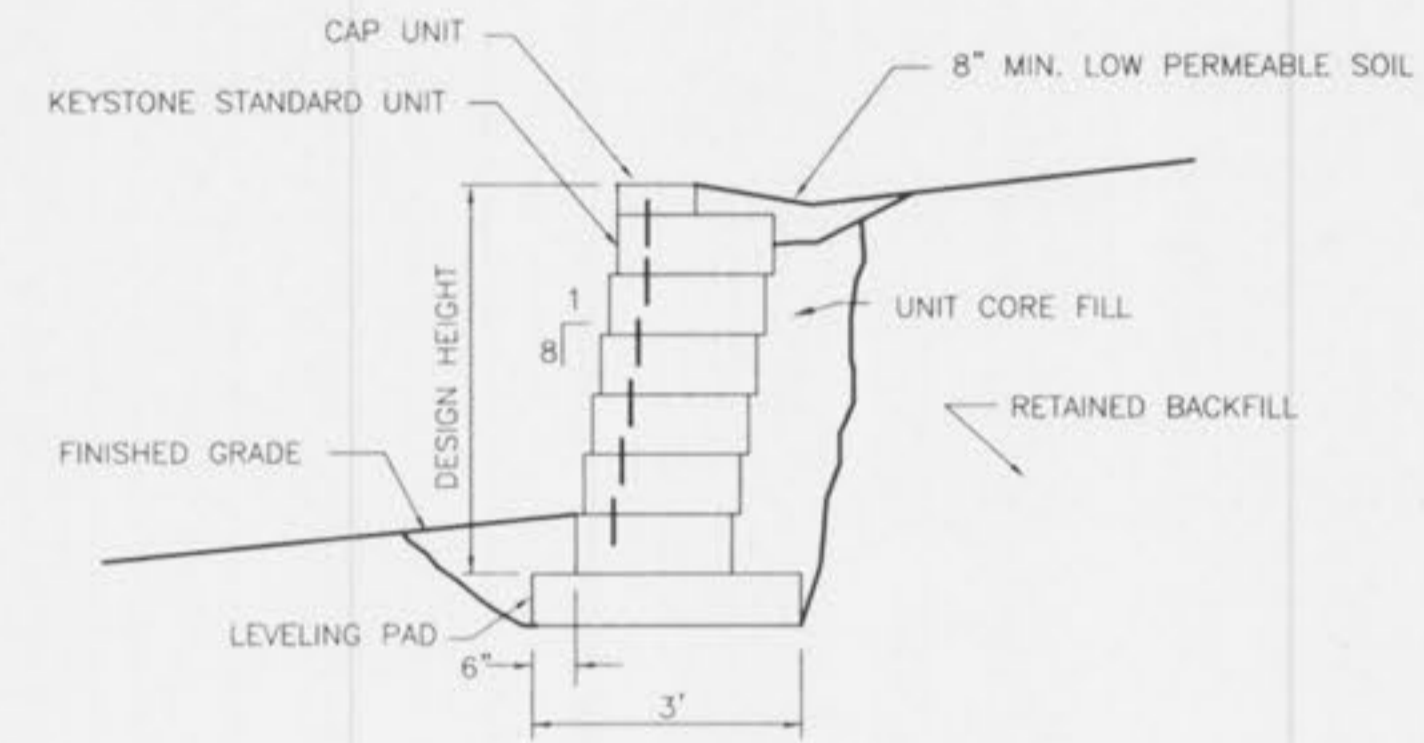 CAP UNIT
8" MIN. LOW PERMEABLE SOIL
KEYSTONE STANDARD UNIT
DESIGN HEIGHT
1
8
UNIT CORE FILL
RETAINED BACKFILL
FINISHED GRADE
LEVELING PAD
6"
3'